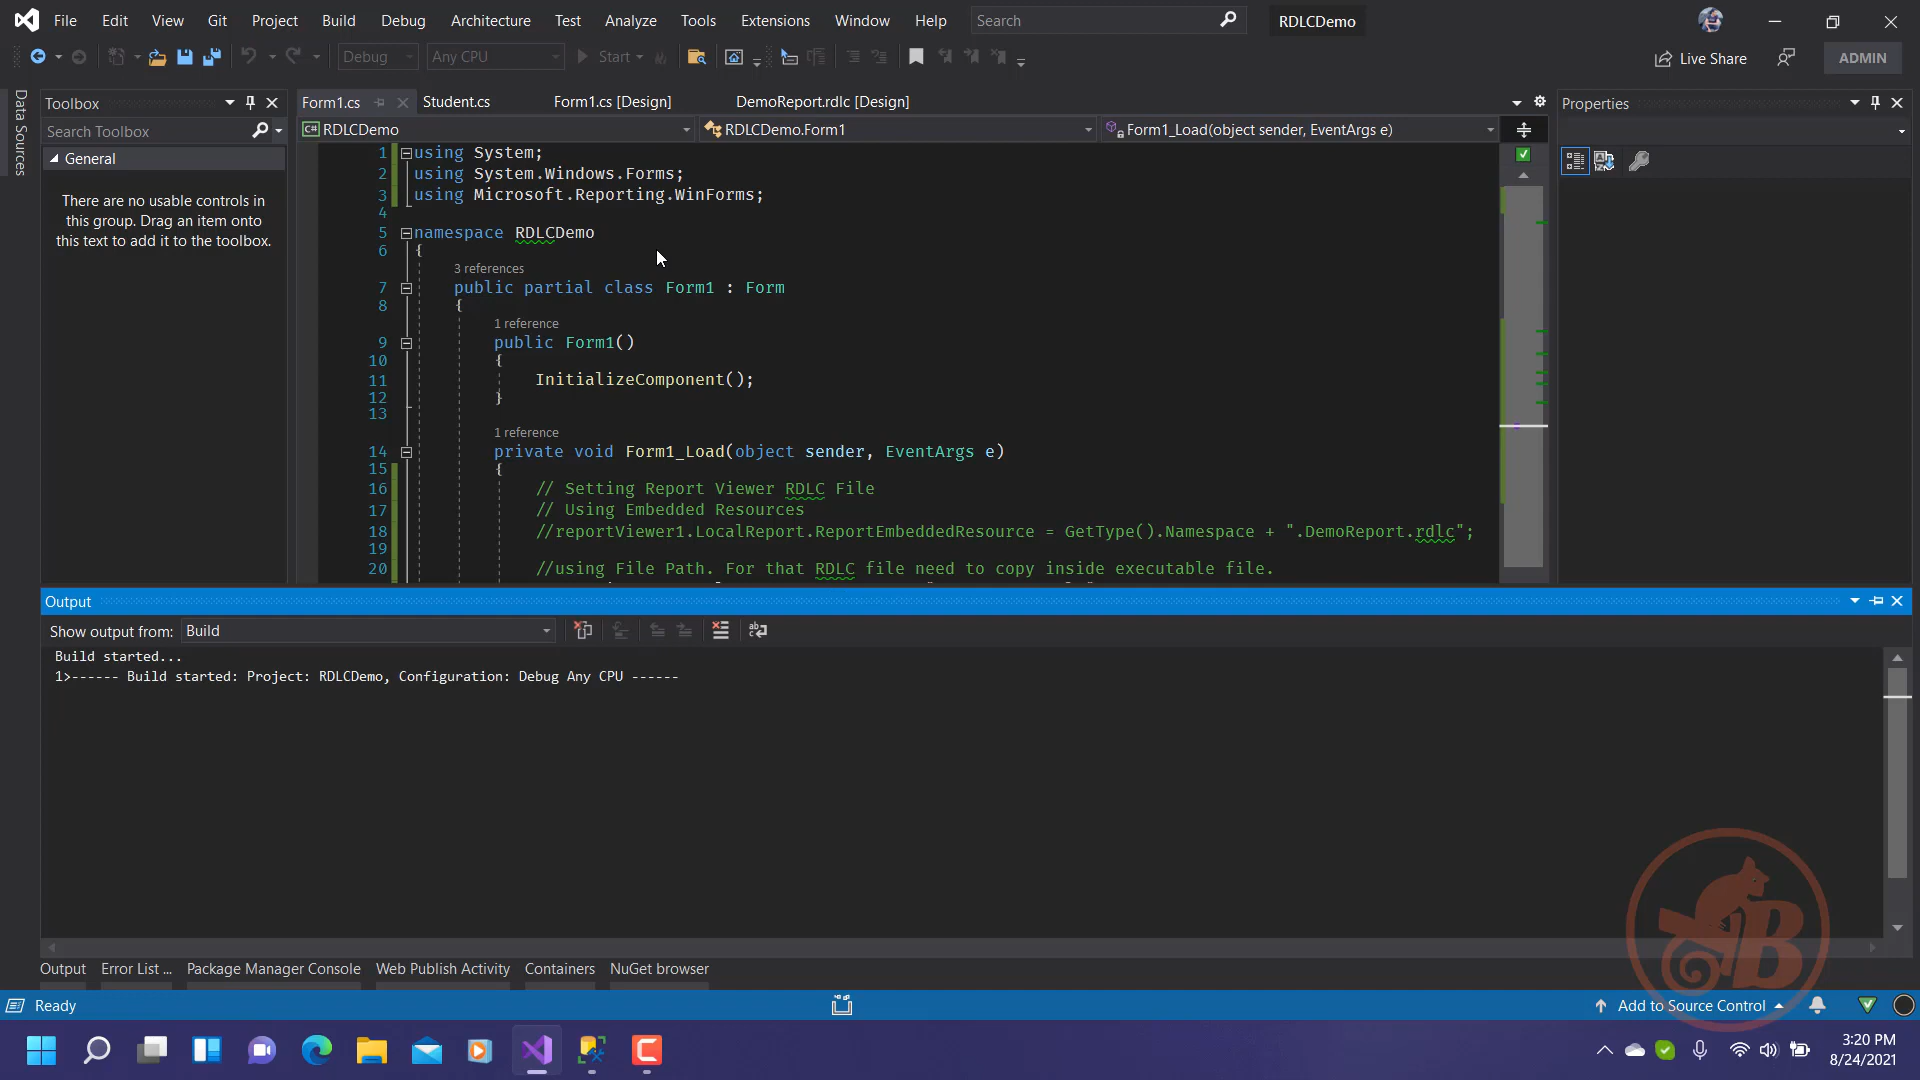 File Edit View Git Project Build Debug Architecture Test Analyze Tools Extensions Window Help Search RDLCDemo
Debug Any CPU Start Live Share ADMIN
Data Sources
Toolbox
Search Toolbox
General
There are no usable controls in
this group. Drag an item onto
this text to add it to the toolbox.
Form1.cs Student.cs Form1.cs [Design] DemoReport.rdlc [Design]
RDLCDemo RDLCDemo.Form1 Form1_Load(object sender, EventArgs e)
1 using System;
2 using System.Windows.Forms;
3 using Microsoft.Reporting.WinForms;
4
5 namespace RDLCDemo
6 {
3 references
7 public partial class Form1 : Form
8 {
1 reference
9 public Form1()
10 {
11 InitializeComponent();
12 }
13
1 reference
14 private void Form1_Load(object sender, EventArgs e)
15 {
16 // Setting Report Viewer RDLC File
17 // Using Embedded Resources
18 //reportViewer1.LocalReport.ReportEmbeddedResource = GetType().Namespace + ".DemoReport.rdlc";
19
20 //using File Path. For that RDLC file need to copy inside executable file.
Properties
Output
Show output from: Build
Build started...
1>------ Build started: Project: RDLCDemo, Configuration: Debug Any CPU ------
Output Error List ... Package Manager Console Web Publish Activity Containers NuGet browser
Ready Add to Source Control
3:20 PM
8/24/2021